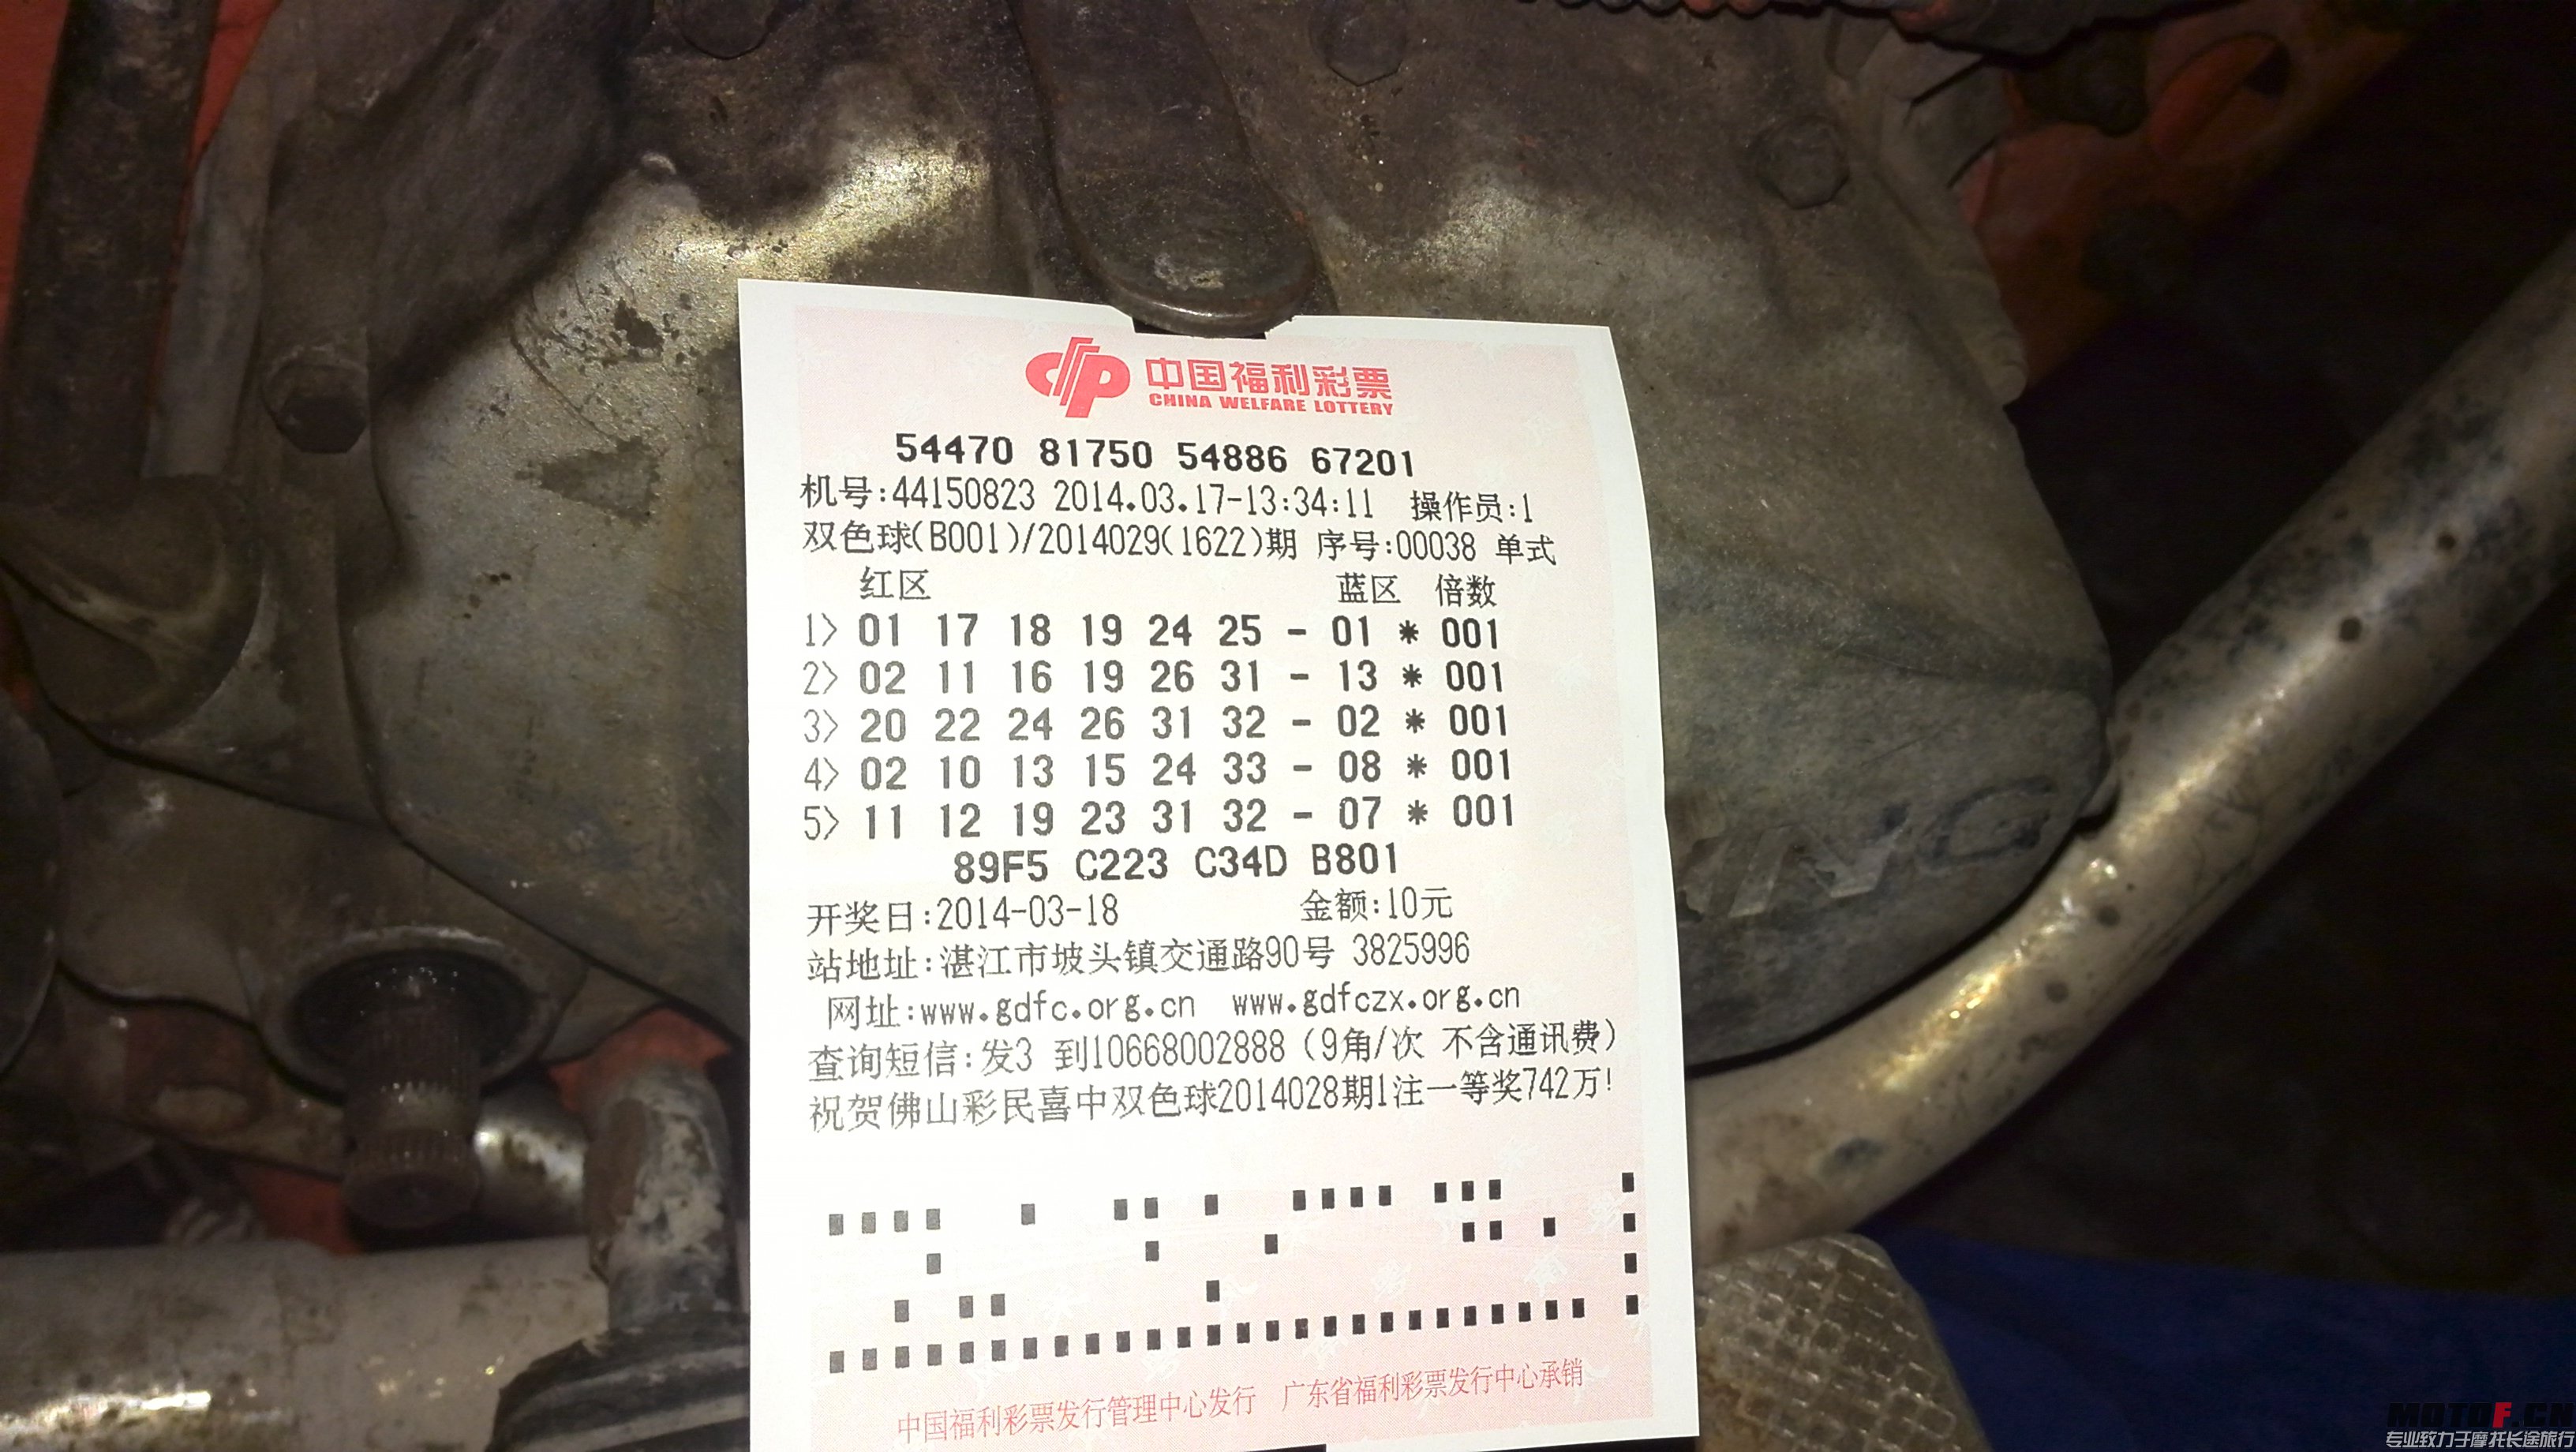 中国福利彩票
CHINA WELFARE LOTTERY
54470 81750 54886 67201
机号:44150823 2014.03.17-13:34:11 操作员:1
双色球(B001)/2014029(1622)期 序号:00038 单式
红区 蓝区 倍数
1> 01 17 18 19 24 25 - 01 * 001
2> 02 11 16 19 26 31 - 13 * 001
3> 20 22 24 26 31 32 - 02 * 001
4> 02 10 13 15 24 33 - 08 * 001
5> 11 12 19 23 31 32 - 07 * 001
89F5 C223 C34D B801
开奖日:2014-03-18 金额:10元
站地址:湛江市坡头镇交通路90号 3825996
网址:www.gdfc.org.cn www.gdfczx.org.cn
查询短信:发3 到10668002888（9角/次 不含通讯费）
祝贺佛山彩民喜中双色球2014028期1注一等奖742万!
中国福利彩票发行管理中心发行 广东省福利彩票发行中心承销
MOTOF.CN
专业致力于摩托长途旅行